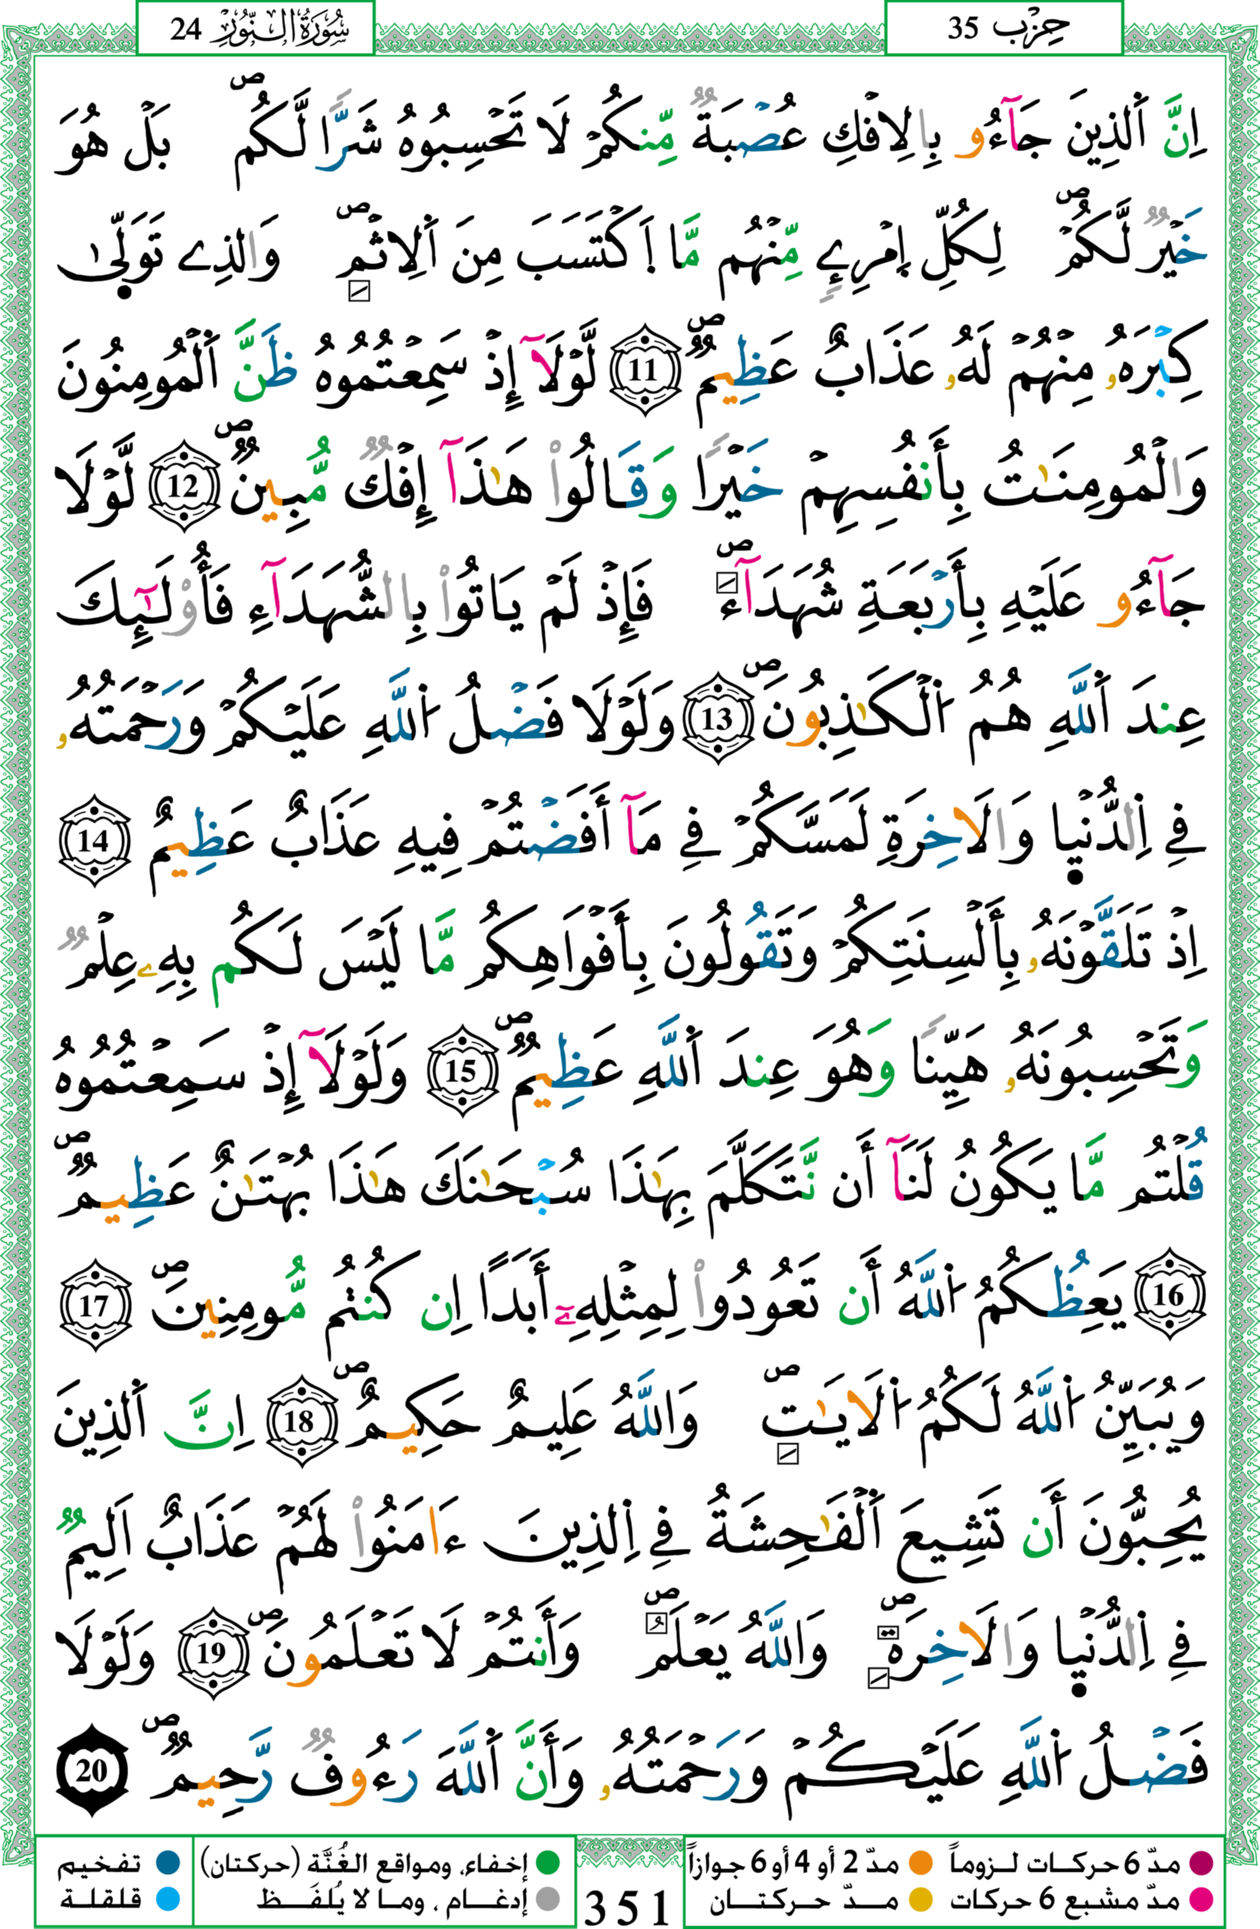 سُورَةُ النُّورِ 24
حِزْب 35
اِنَّ اَ۬لذِينَ جَآءُو بِالِافْكِ عُصْبَةٌ مِّنكُمْ لَا تَحْسِبُوهُ شَرّاٗ لَّكُمۖ بَلْ هُوَ
خَيْرٌ لَّكُمْۖ لِكُلِّ اِمْرِےٕٖ مِّنْهُم مَّا اَ۪كْتَسَبَ مِنَ اَ۬لِاثْمِۖ وَالذِے تَوَلّ۪ىٰ
كِبْرَهُۥ مِنْهُمْ لَهُۥ عَذَابٌ عَظِيمٌۖ 11 لَّوْلَآ إِذْ سَمِعْتُمُوهُ ظَنَّ اَ۬لْمُومِنُونَ
وَالْمُومِنَٰتُ بِأَنفُسِهِمْ خَيْراٗ وَقَالُواْ هَٰذَآ إِفْكٌ مُّبِينٌۖ 12 لَّوْلَا
جَآءُو عَلَيْهِ بِأَرْبَعَةِ شُهَدَآءَۖ فَإِذْ لَمْ يَاتُواْ بِالشُّهَدَآءِ فَأُوْلَٰٓئِكَ
عِندَ اَ۬للَّهِ هُمُ اُ۬لْكَٰذِبُونَۖ 13 وَلَوْلَا فَضْلُ اُ۬للَّهِ عَلَيْكُمْ وَرَحْمَتُهُۥ
فِے اِ۬لدُّنْي۪ا وَالَاخِرَةِ لَمَسَّكُمْ فِے مَآ أَفَضْتُمْ فِيهِ عَذَابٌ عَظِيمٌ 14
اِذْ تَلَقَّوْنَهُۥ بِأَلْسِنَتِكُمْ وَتَقُولُونَ بِأَفْوَاهِكُم مَّا لَيْسَ لَكُم بِهِۦ عِلْمٌ
وَتَحْسِبُونَهُۥ هَيِّناٗ وَهُوَ عِندَ اَ۬للَّهِ عَظِيمٌۖ 15 وَلَوْلَآ إِذْ سَمِعْتُمُوهُ
قُلْتُم مَّا يَكُونُ لَنَآ أَن نَّتَكَلَّمَ بِهَٰذَا سُبْحَٰنَكَ هَٰذَا بُهْتَٰنٌ عَظِيمٌۖ
16 يَعِظُكُمُ اُ۬للَّهُ أَن تَعُودُواْ لِمِثْلِهِۦٓ أَبَداً اِن كُنتُم مُّومِنِينَۖ 17
وَيُبَيِّنُ اُ۬للَّهُ لَكُمُ اُ۬لَايَٰتِۖ وَاللَّهُ عَلِيمٌ حَكِيمٌۖ 18 اِنَّ اَ۬لذِينَ
يُحِبُّونَ أَن تَشِيعَ اَ۬لْفَٰحِشَةُ فِے اِ۬لذِينَ ءَامَنُواْ لَهُمْ عَذَابٌ اَلِيمٌ
فِے اِ۬لدُّنْي۪ا وَالَاخِرَةِۖ وَاللَّهُ يَعْلَمُۖ وَأَنتُمْ لَا تَعْلَمُونَۖ 19 وَلَوْلَا
فَضْلُ اُ۬للَّهِ عَلَيْكُمْ وَرَحْمَتُهُۥ وَأَنَّ اَ۬للَّهَ رَءُوفٌ رَّحِيمٌۖ 20
مدّ 6 حركات لـزومـاً مدّ 2 أو 4 أو 6 جوازاً
مدّ مشبع 6 حركات مـدّ حـركتـان
إخفاء، ومواقع الغُنَّة (حركتان) تفخيم
إدغـام ، ومـا لا يُلفَـظ قلقلـة
351